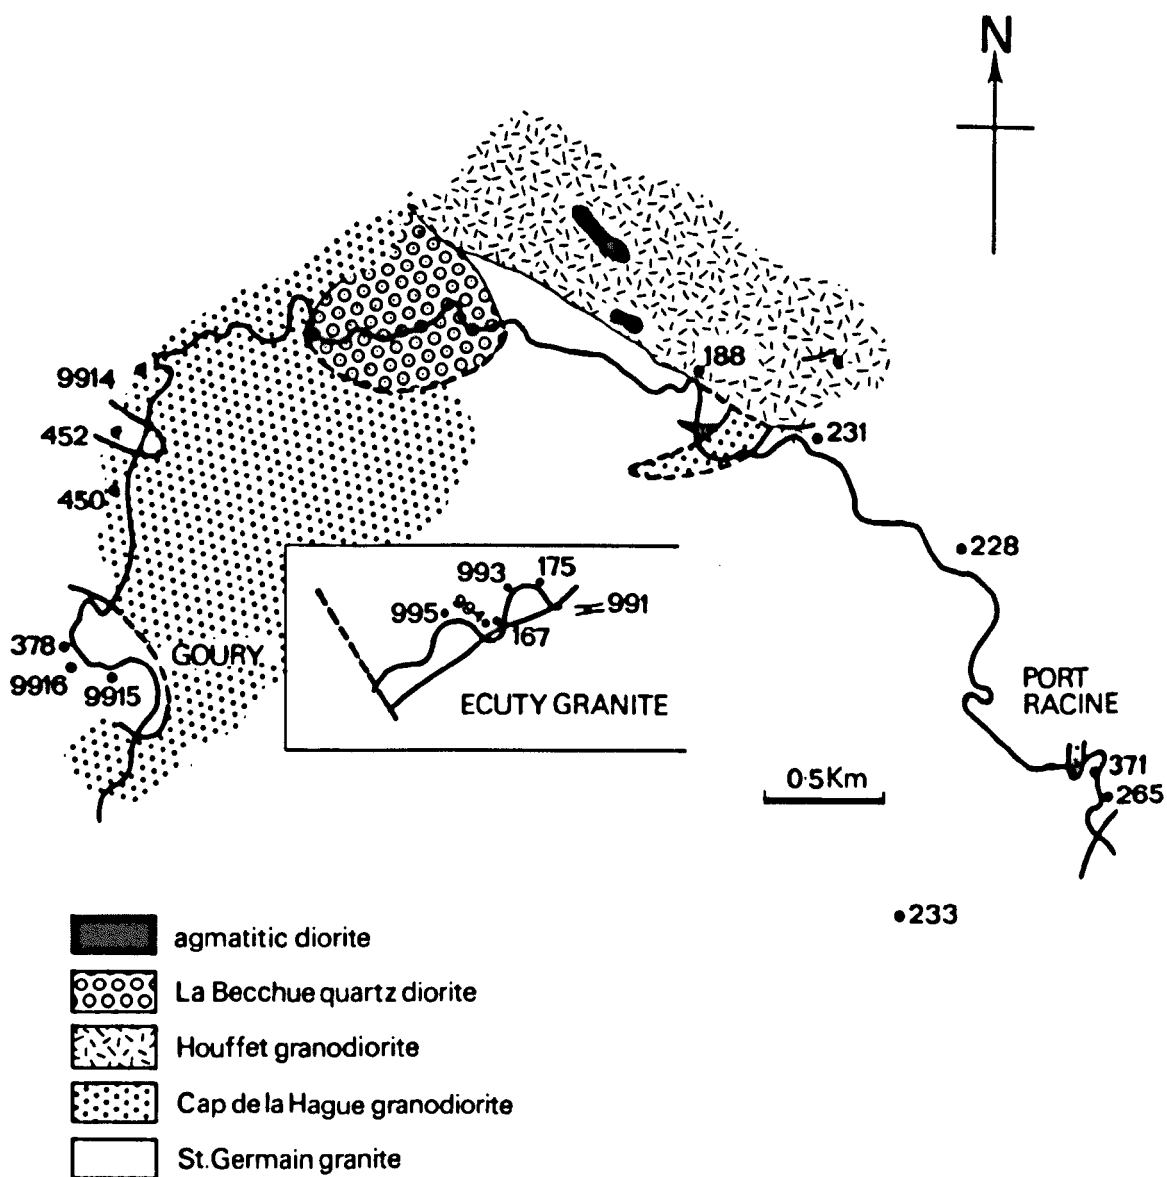 N
188
9914
452
231
450
228
993
175
995
994
991
167
378
GOURY
9916
9915
ECUTY GRANITE
PORT
RACINE
0·5Km
371
265
233
agmatitic diorite
La Becchue quartz diorite
Houffet granodiorite
Cap de la Hague granodiorite
St.Germain granite